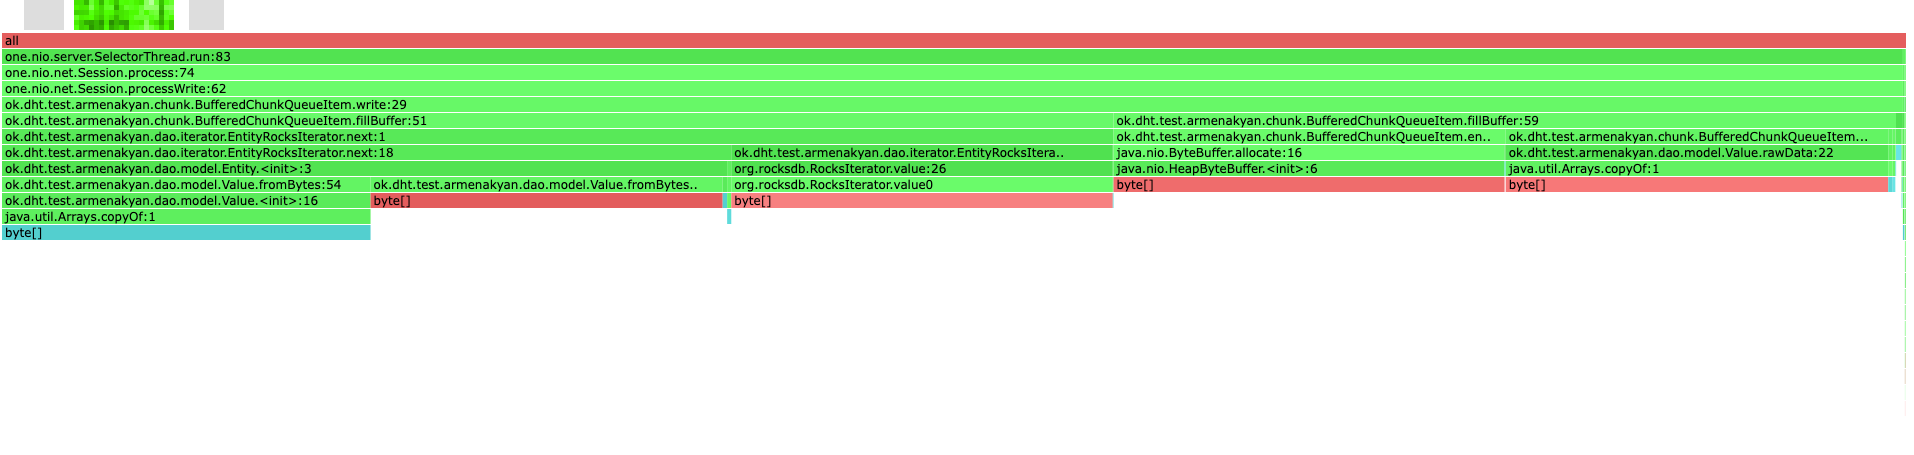 all
one.nio.server.SelectorThread.run:83
one.nio.net.Session.process:74
one.nio.net.Session.processWrite:62
ok.dht.test.armenakyan.chunk.BufferedChunkQueueItem.write:29
ok.dht.test.armenakyan.chunk.BufferedChunkQueueItem.fillBuffer:51 ok.dht.test.armenakyan.chunk.BufferedChunkQueueItem.fillBuffer:59
ok.dht.test.armenakyan.dao.iterator.EntityRocksIterator.next:1 ok.dht.test.armenakyan.chunk.BufferedChunkQueueItem.en.. ok.dht.test.armenakyan.chunk.BufferedChunkQueueItem...
ok.dht.test.armenakyan.dao.iterator.EntityRocksIterator.next:18 ok.dht.test.armenakyan.dao.iterator.EntityRocksItera.. java.nio.ByteBuffer.allocate:16 ok.dht.test.armenakyan.dao.model.Value.rawData:22
ok.dht.test.armenakyan.dao.model.Entity.<init>:3 org.rocksdb.RocksIterator.value:26 java.nio.HeapByteBuffer.<init>:6 java.util.Arrays.copyOf:1
ok.dht.test.armenakyan.dao.model.Value.fromBytes:54 ok.dht.test.armenakyan.dao.model.Value.fromBytes.. org.rocksdb.RocksIterator.value0 byte[] byte[]
ok.dht.test.armenakyan.dao.model.Value.<init>:16 byte[] byte[]
java.util.Arrays.copyOf:1
byte[]